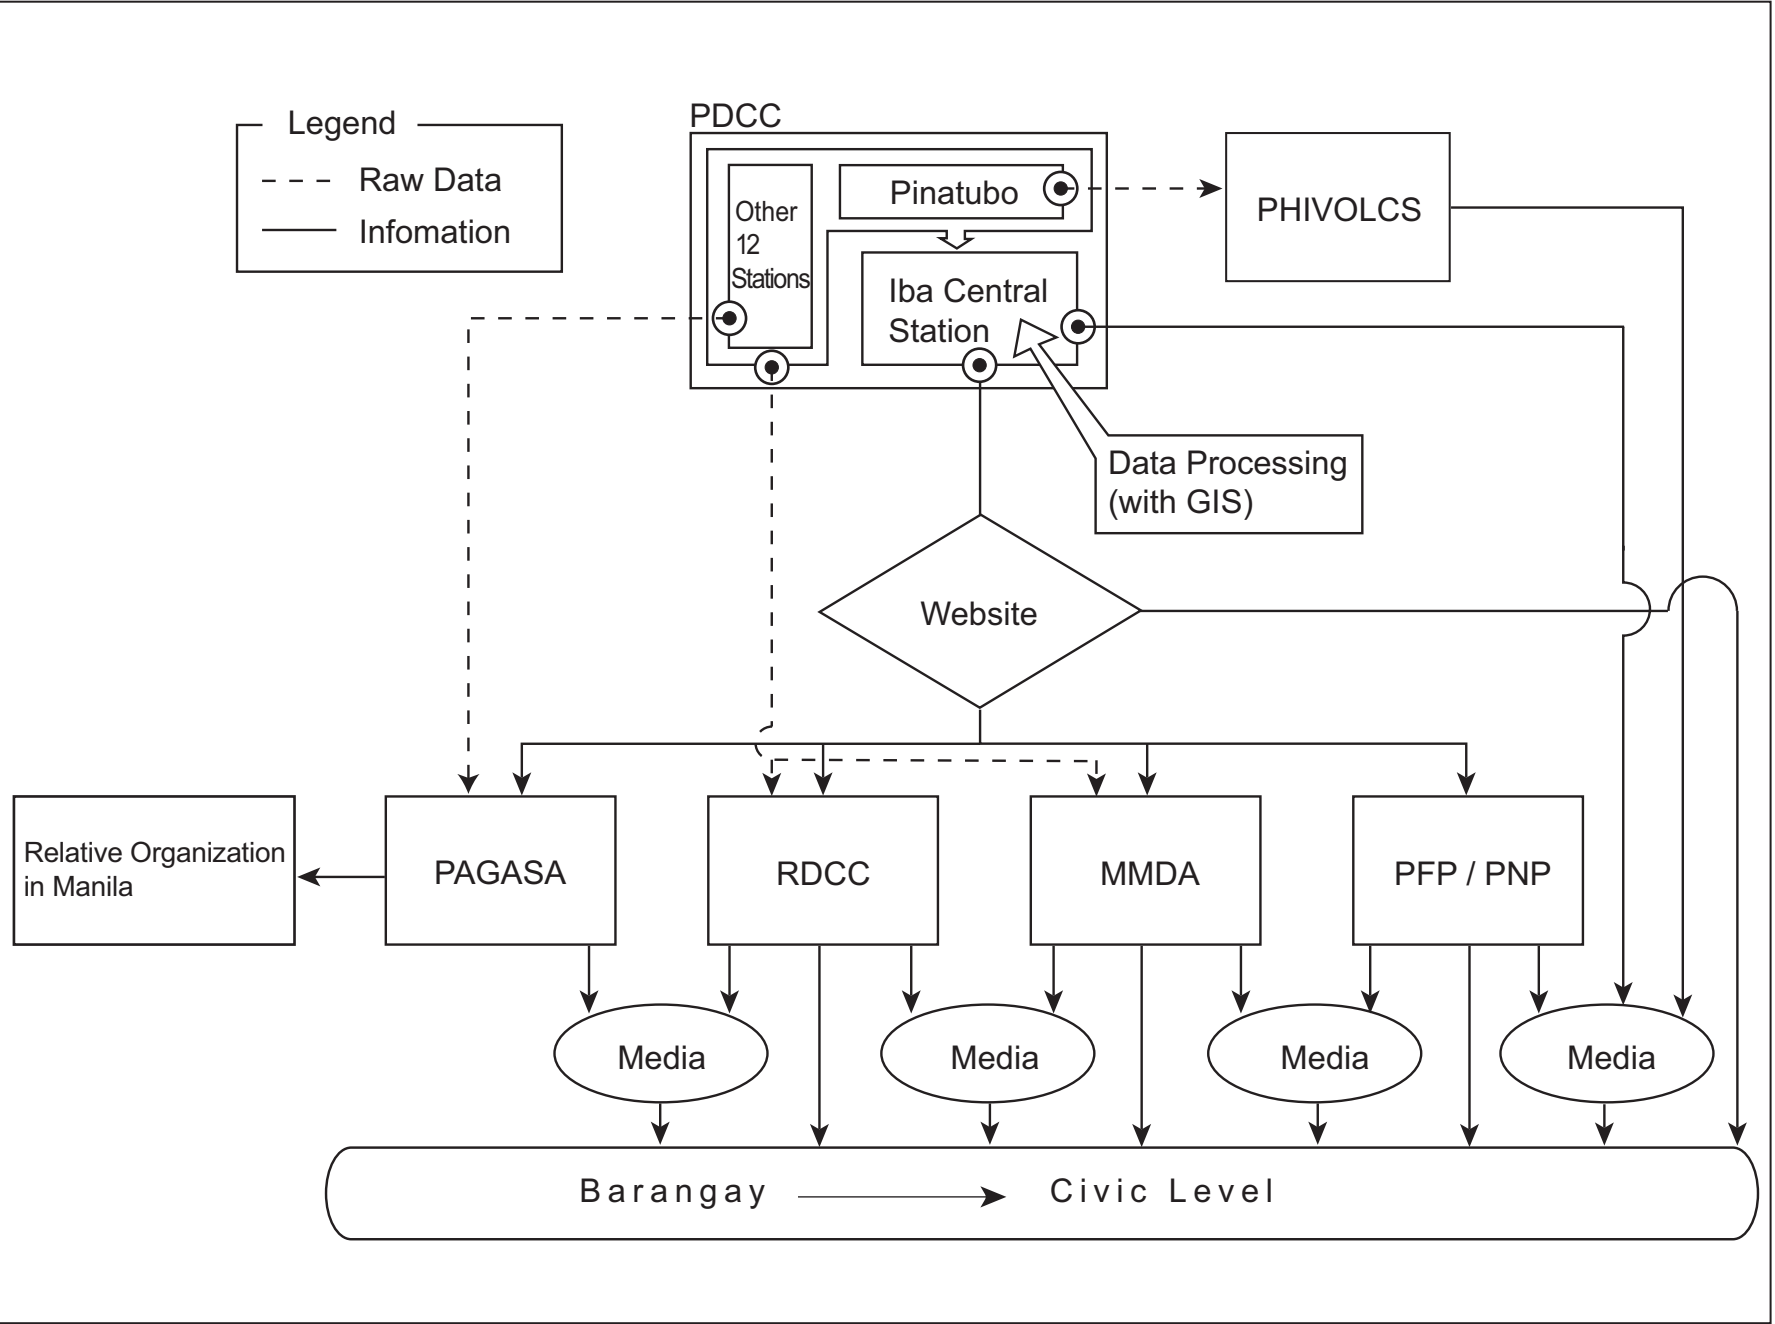 Legend
Raw Data
Infomation
PDCC
Other
12
Stations
Pinatubo
Iba Central
Station
PHIVOLCS
Data Processing
(with GIS)
Website
Relative Organization
in Manila
PAGASA
RDCC
MMDA
PFP / PNP
Media
Media
Media
Media
Barangay
Civic Level